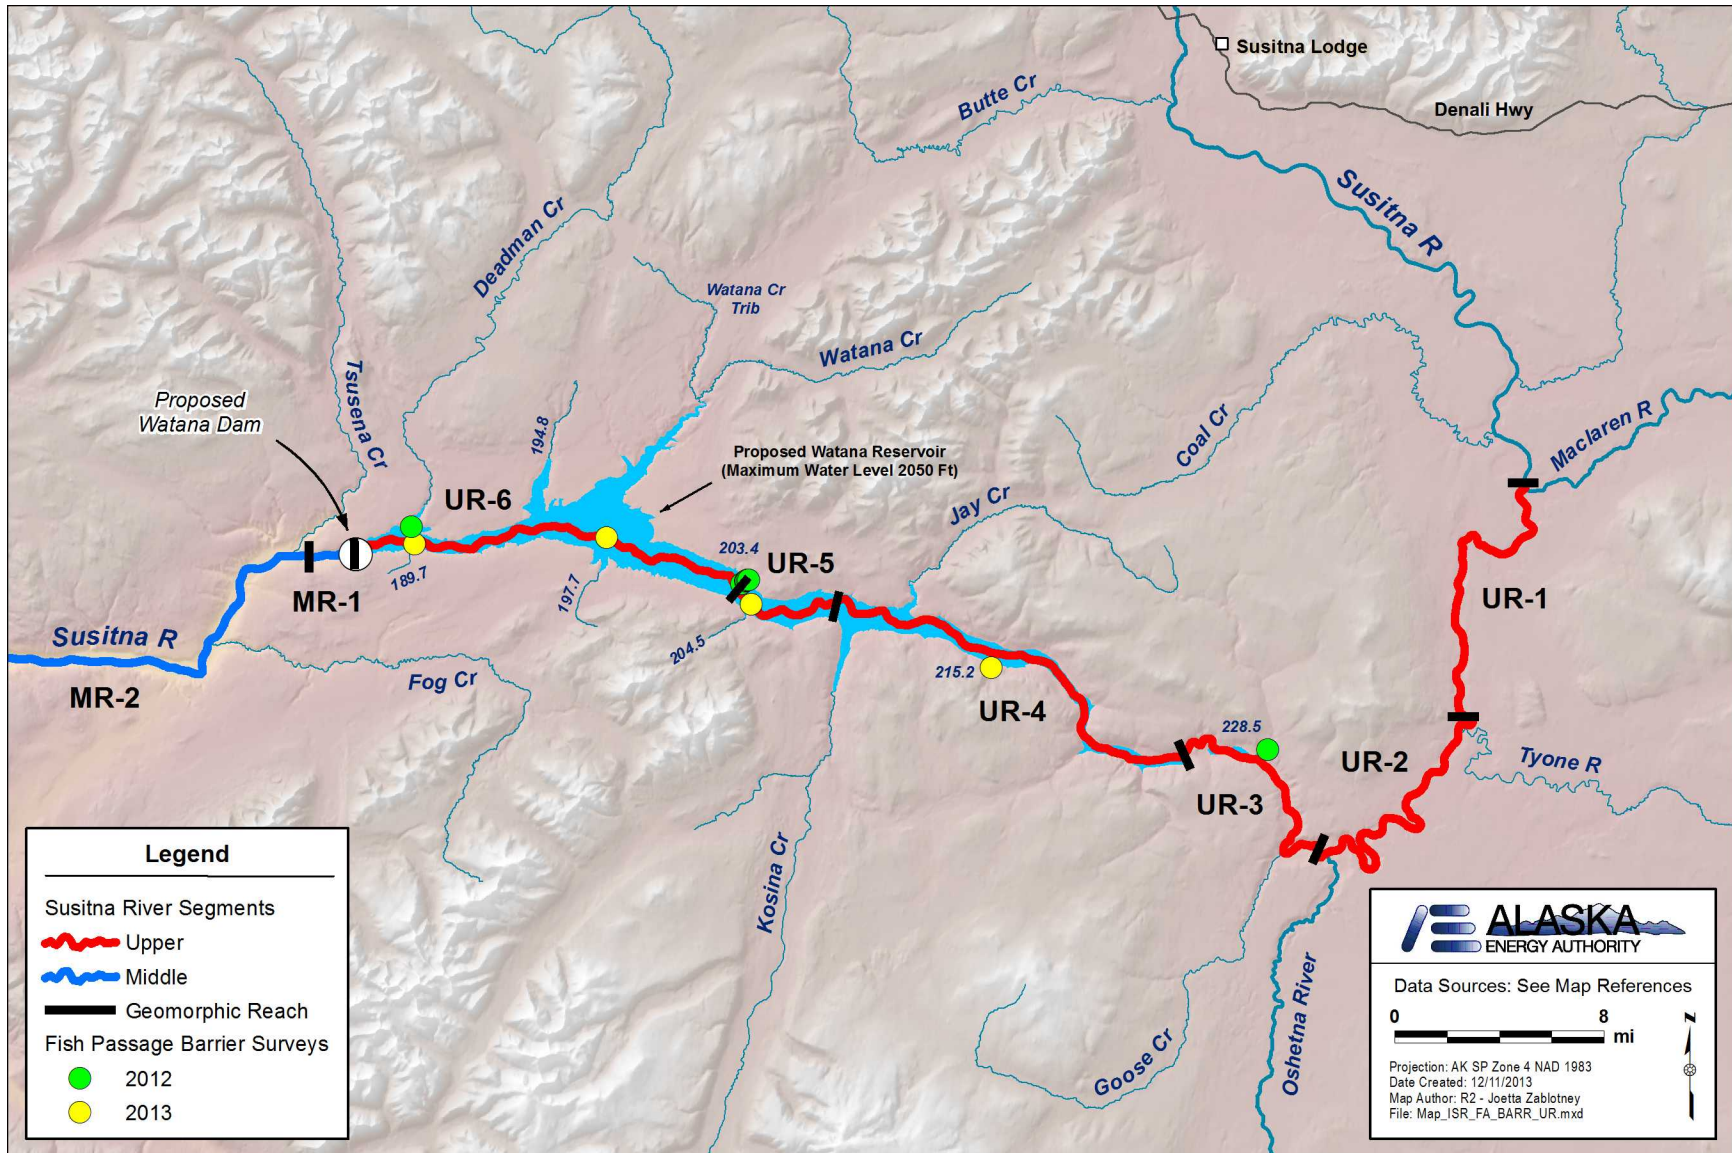 Susitna Lodge
Denali Hwy
Butte Cr
Susitna R
Deadman Cr
Watana Cr
Trib
Watana Cr
Tsusena Cr
Proposed
Watana Dam
194.8
Proposed Watana Reservoir
(Maximum Water Level 2050 Ft)
Coal Cr
Maclaren R
UR-6
Jay Cr
203.4
UR-5
189.7
197.7
MR-1
UR-1
Susitna R
204.5
215.2
Fog Cr
MR-2
UR-4
228.5
UR-2
Tyone R
UR-3
Kosina Cr
Goose Cr
Oshetna River
Legend
Susitna River Segments
Upper
Middle
Geomorphic Reach
Fish Passage Barrier Surveys
2012
2013
ALASKA
ENERGY AUTHORITY
Data Sources: See Map References
0 8
mi
N
Projection: AK SP Zone 4 NAD 1983
Date Created: 12/11/2013
Map Author: R2 - Joetta Zablotney
File: Map_ISR_FA_BARR_UR.mxd